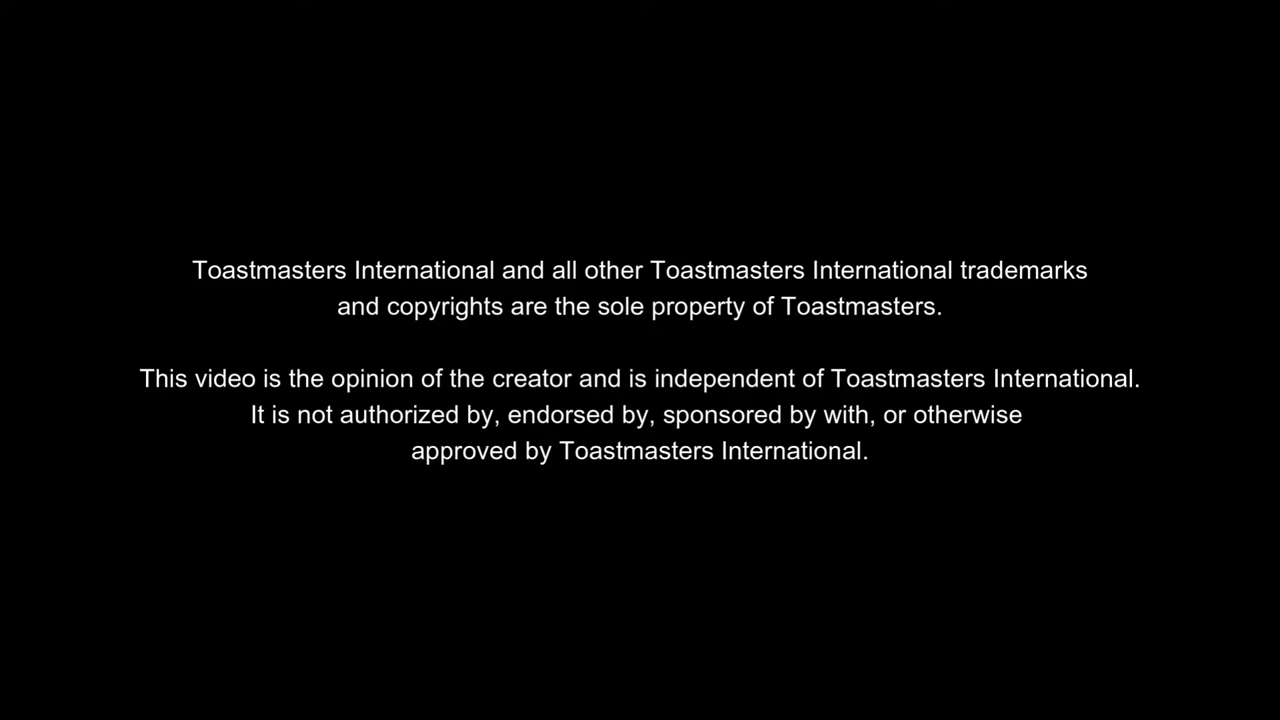 Toastmasters International and all other Toastmasters International trademarks
and copyrights are the sole property of Toastmasters.
This video is the opinion of the creator and is independent of Toastmasters International.
It is not authorized by, endorsed by, sponsored by with, or otherwise
approved by Toastmasters International.